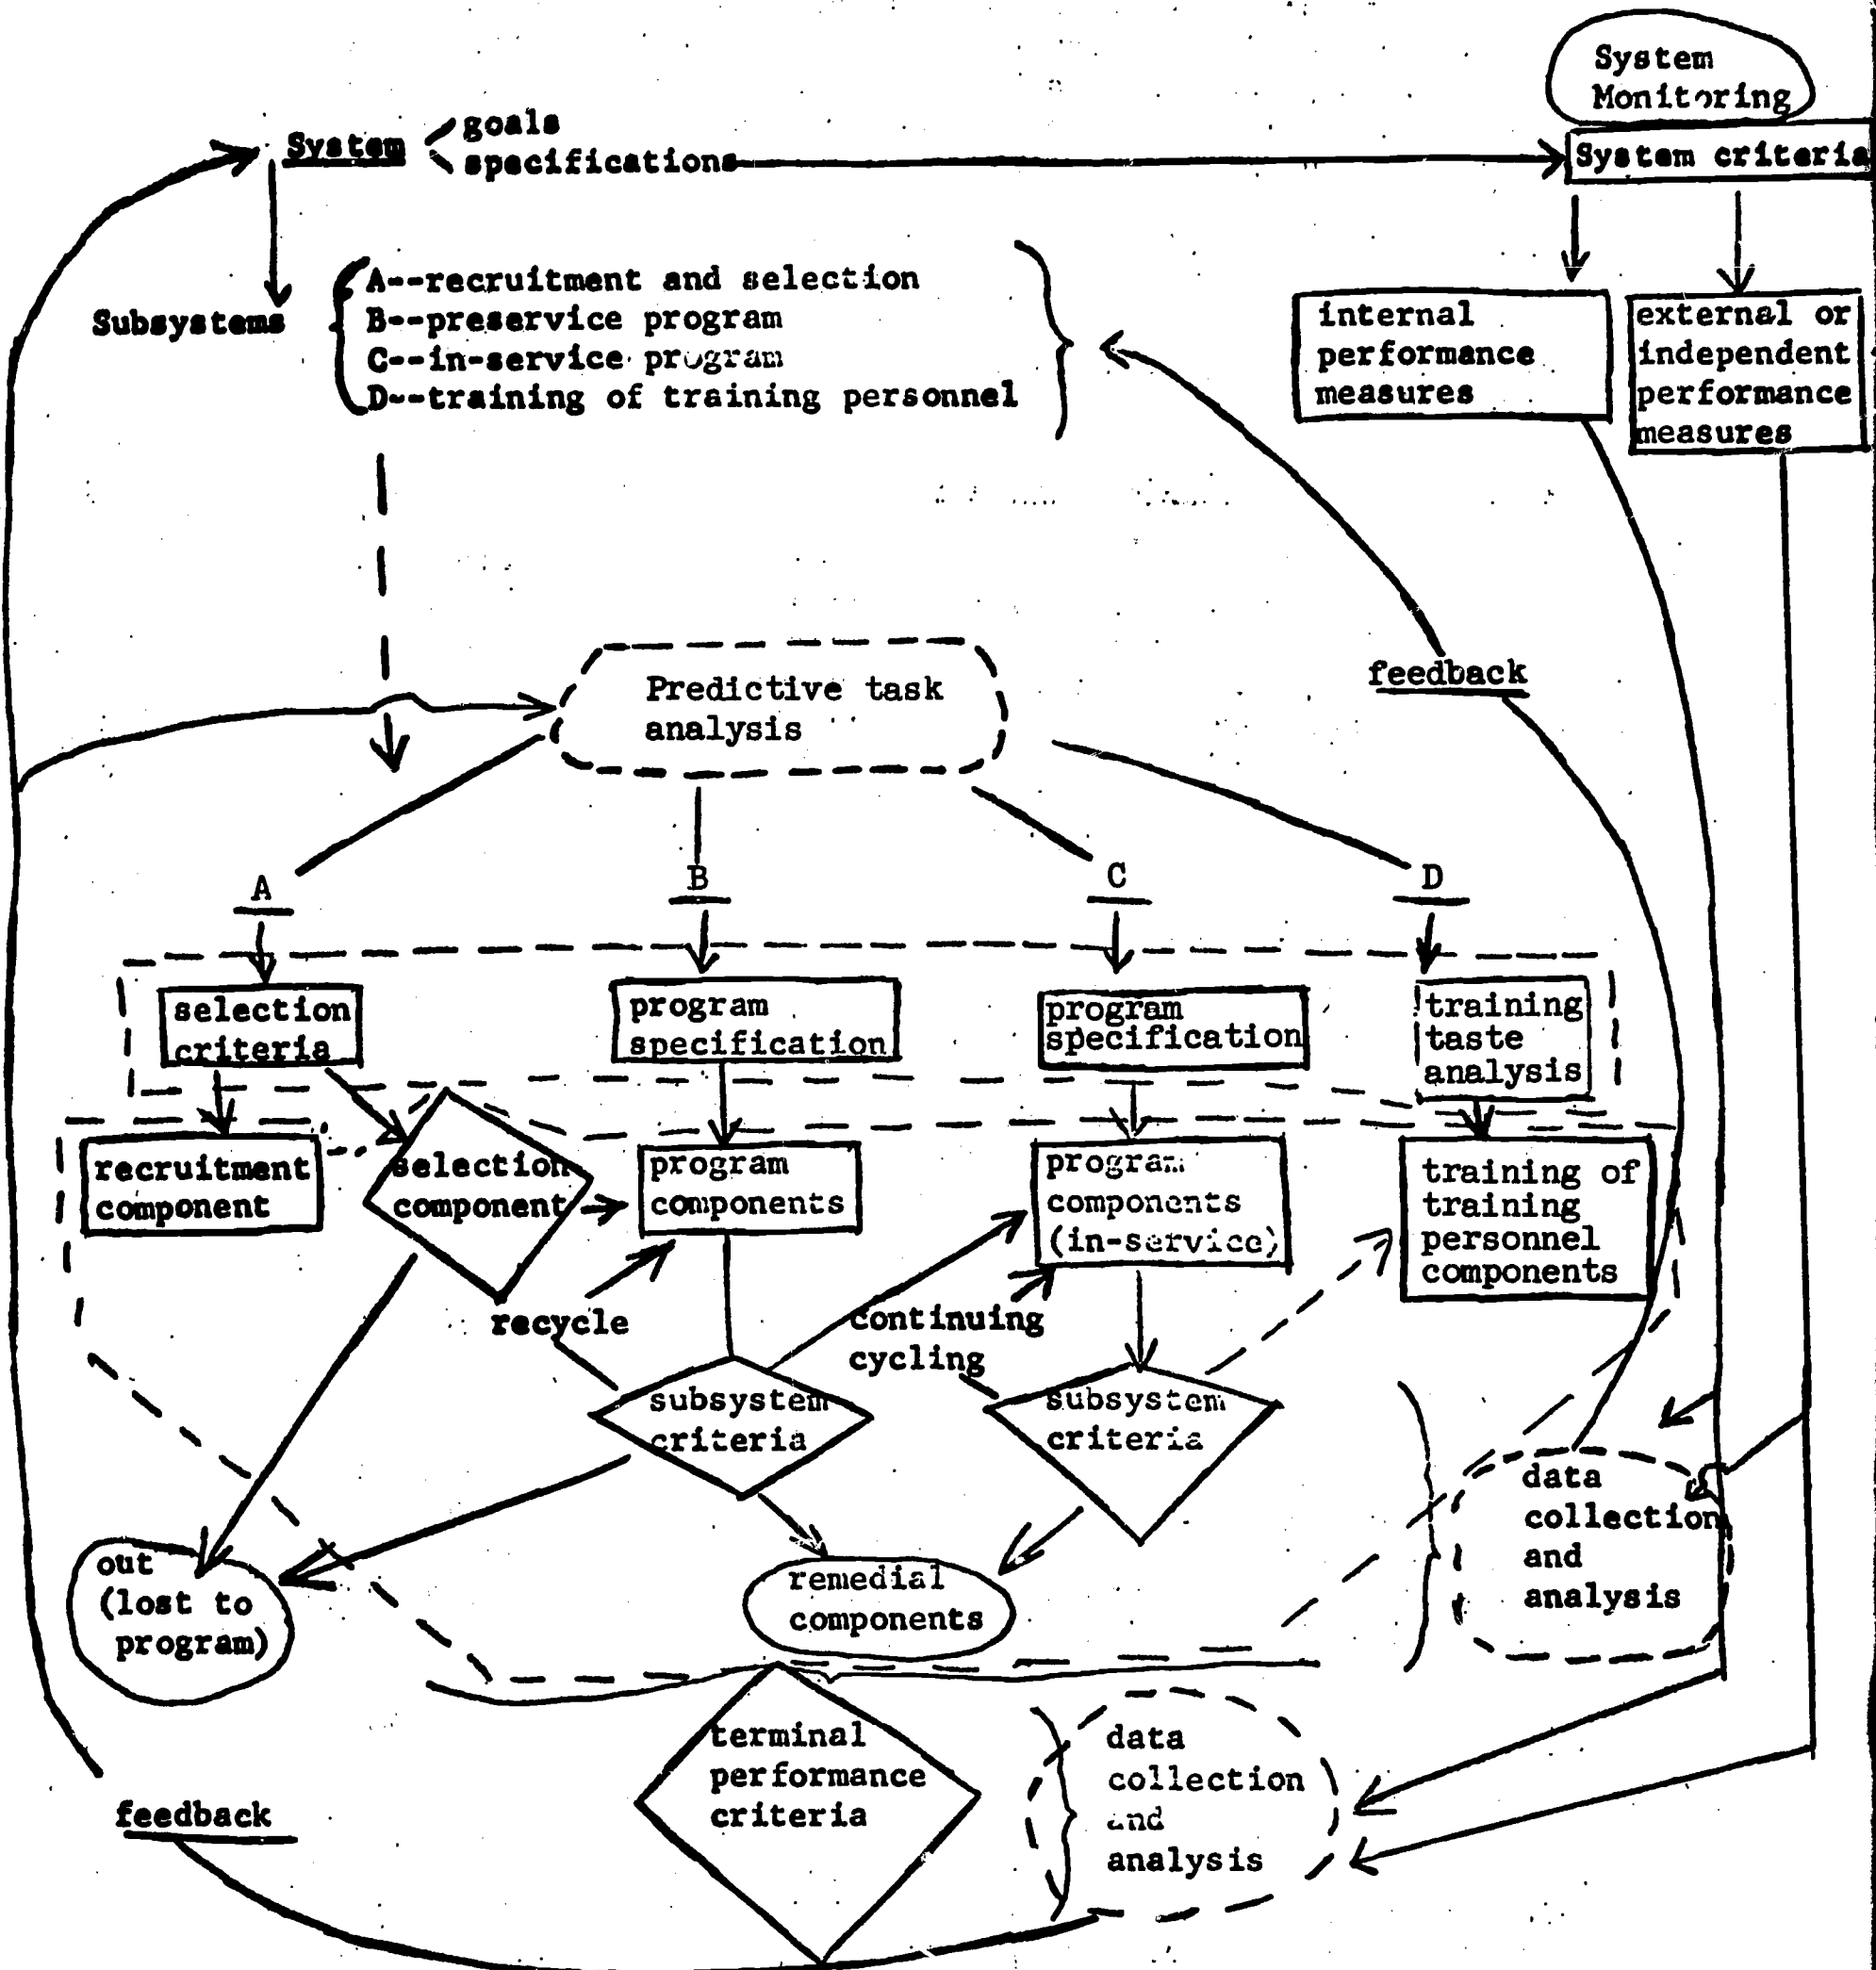 System
Monitoring
goals
System
specifications
System criteria
A--recruitment and selection
B--preservice program
Subsystems
C--in-service program
D--training of training personnel
internal
performance
measures
external or
independent
performance
measures
feedback
Predictive task
analysis
A
B
C
D
selection
criteria
program
specification
program
specification
training
taste
analysis
recruitment
component
selection
component
program
components
program
components
(in-service)
training of
training
personnel
components
recycle
continuing
cycling
subsystem
criteria
subsystem
criteria
data
collection
and
analysis
out
(lost to
program)
remedial
components
terminal
performance
criteria
data
collection
and
analysis
feedback